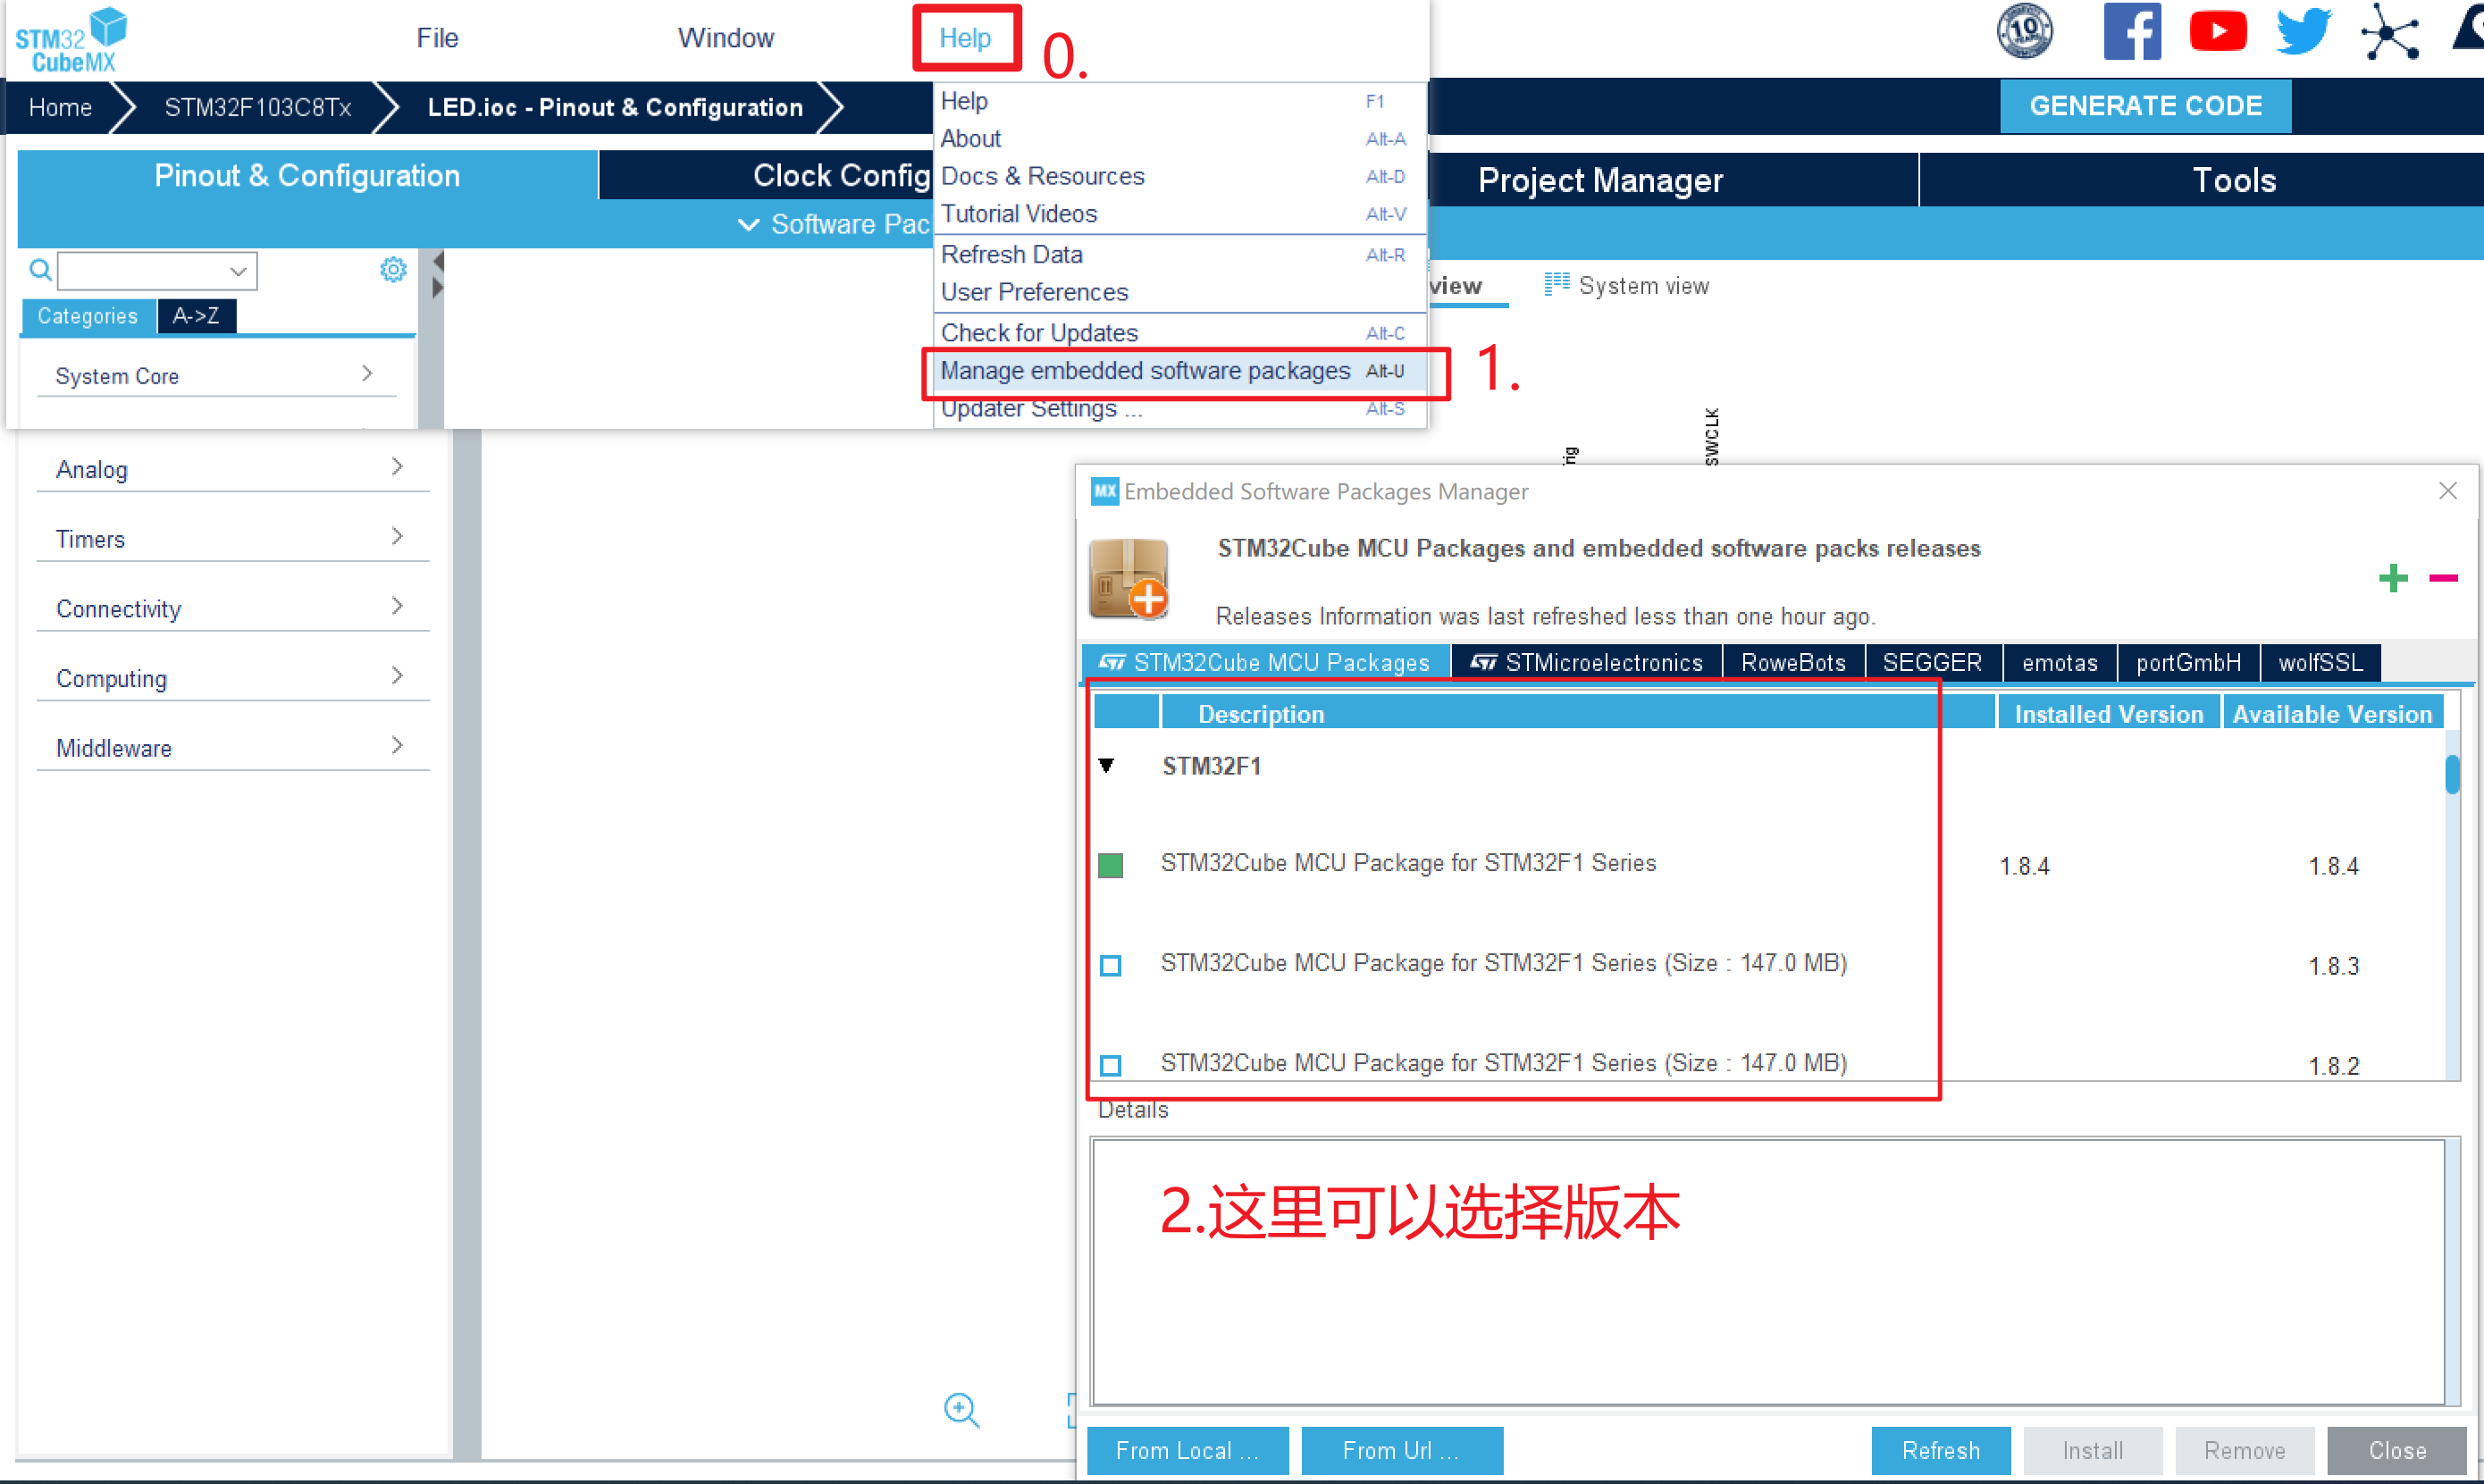 STM32
CubeMX
File
Window
Help
0.
10
Home
STM32F103C8Tx
LED.ioc - Pinout & Configuration
GENERATE CODE
Help F1
About Alt-A
Docs & Resources Alt-D
Tutorial Videos Alt-V
Refresh Data Alt-R
User Preferences
Check for Updates Alt-C
Manage embedded software packages Alt-U
1.
Updater Settings ... Alt-S
Pinout & Configuration
Clock Config
Project Manager
Tools
Software Pac
view
System view
Categories
A->Z
System Core
Analog
Timers
Connectivity
Computing
Middleware
SWCLK
MX Embedded Software Packages Manager
STM32Cube MCU Packages and embedded software packs releases
Releases Information was last refreshed less than one hour ago.
STM32Cube MCU Packages
STMicroelectronics
RoweBots
SEGGER
emotas
portGmbH
wolfSSL
Description
Installed Version
Available Version
STM32F1
STM32Cube MCU Package for STM32F1 Series 1.8.4 1.8.4
STM32Cube MCU Package for STM32F1 Series (Size : 147.0 MB) 1.8.3
STM32Cube MCU Package for STM32F1 Series (Size : 147.0 MB) 1.8.2
Details
2.这里可以选择版本
From Local ...
From Url ...
Refresh
Install
Remove
Close